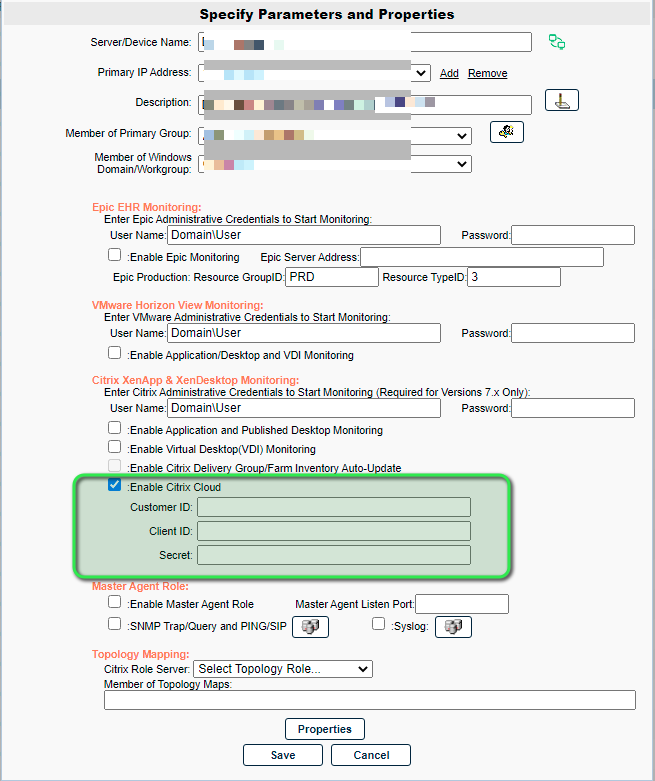 Specify Parameters and Properties
Server/Device Name:
Primary IP Address: Add Remove
Description:
Member of Primary Group:
Member of Windows
Domain/Workgroup:
Epic EHR Monitoring:
Enter Epic Administrative Credentials to Start Monitoring:
User Name: Domain\User Password:
:Enable Epic Monitoring Epic Server Address:
Epic Production: Resource GroupID: PRD Resource TypeID: 3
VMware Horizon View Monitoring:
Enter VMware Administrative Credentials to Start Monitoring:
User Name: Domain\User Password:
:Enable Application/Desktop and VDI Monitoring
Citrix XenApp & XenDesktop Monitoring:
Enter Citrix Administrative Credentials to Start Monitoring (Required for Versions 7.x Only):
User Name: Domain\User Password:
:Enable Application and Published Desktop Monitoring
:Enable Virtual Desktop(VDI) Monitoring
:Enable Citrix Delivery Group/Farm Inventory Auto-Update
:Enable Citrix Cloud
Customer ID:
Client ID:
Secret:
Master Agent Role:
:Enable Master Agent Role Master Agent Listen Port:
:SNMP Trap/Query and PING/SIP :Syslog:
Topology Mapping:
Citrix Role Server: Select Topology Role...
Member of Topology Maps:
Properties
Save Cancel